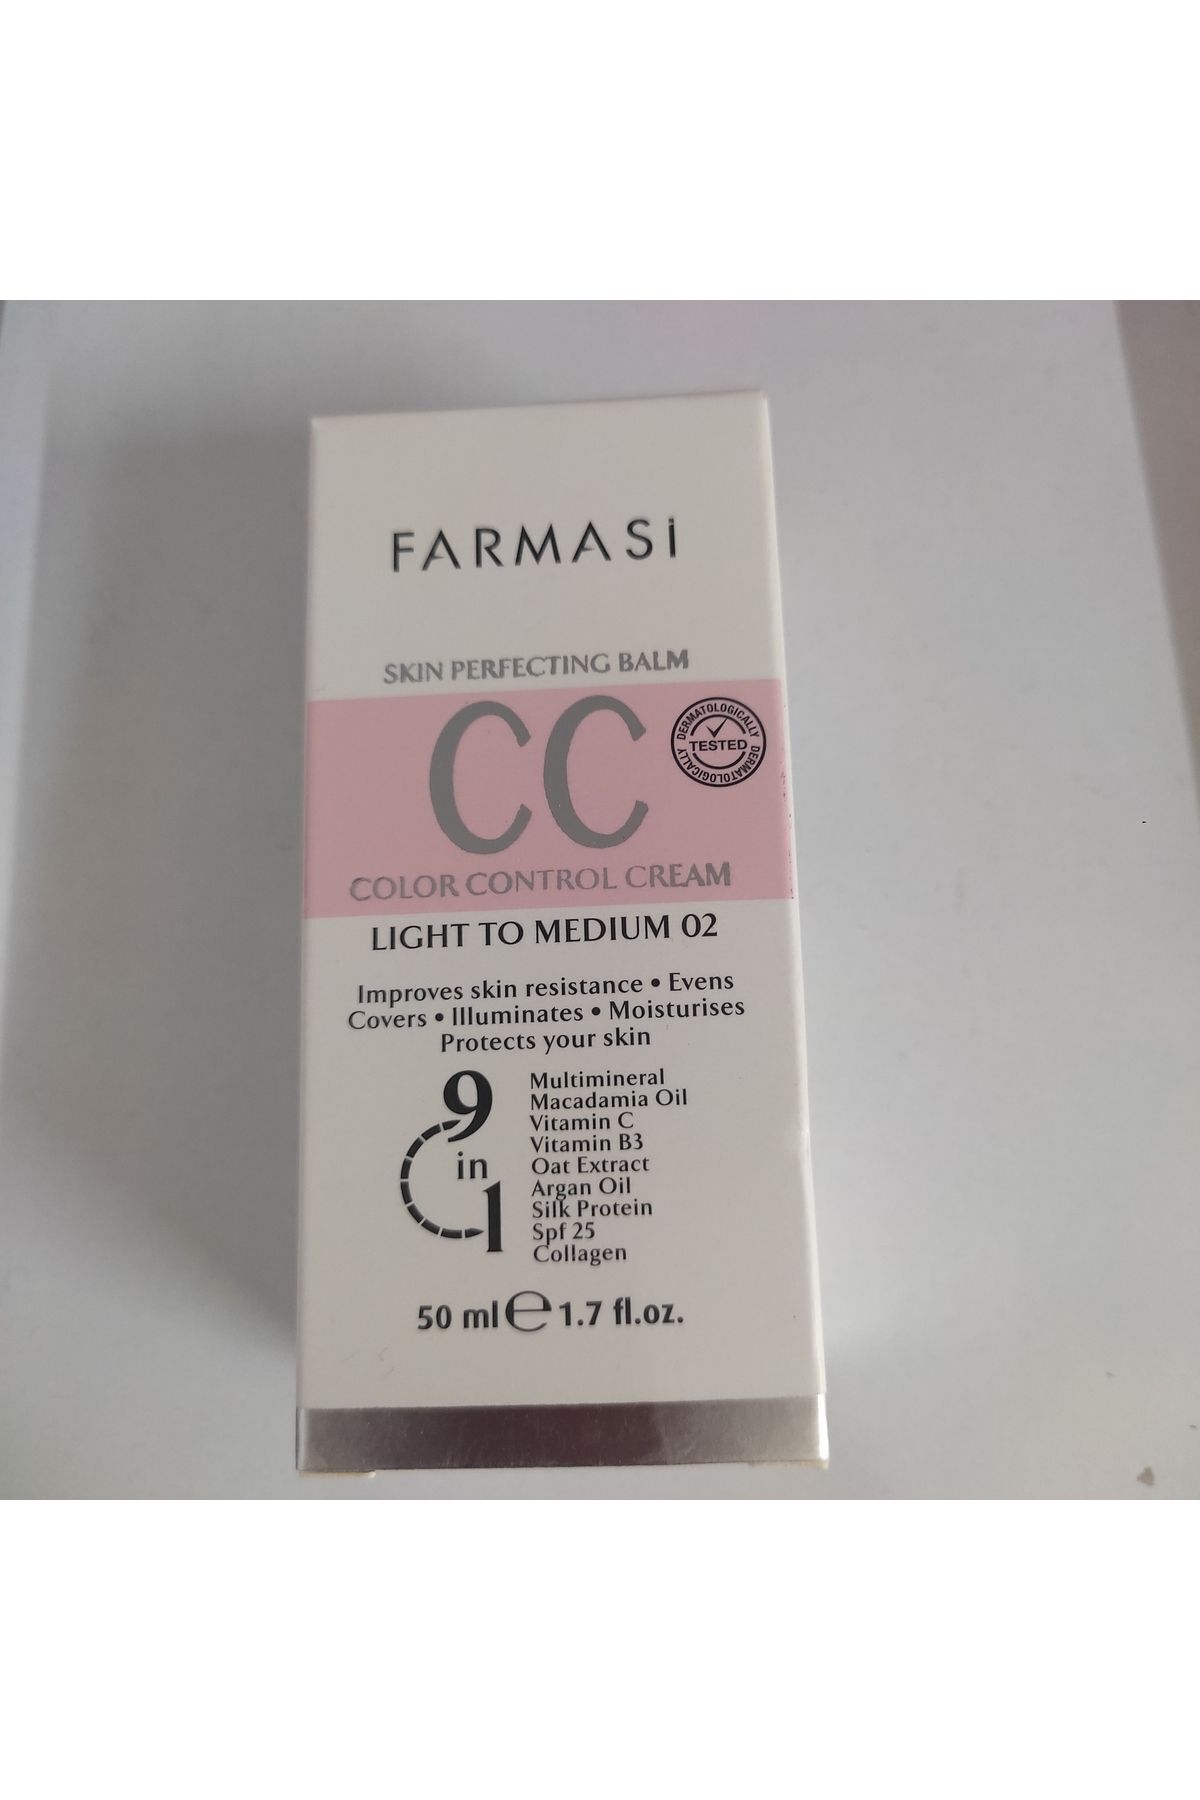 FARMASi
SKIN PERFECTING BALM
CC
DERMATOLOGICALLY
TESTED
DERMATOLOGICALLY
COLOR CONTROL CREAM
LIGHT TO MEDIUM 02
Improves skin resistance • Evens
Covers • Illuminates • Moisturises
Protects your skin
9
in
1
Multimineral
Macadamia Oil
Vitamin C
Vitamin B3
Oat Extract
Argan Oil
Silk Protein
Spf 25
Collagen
50 ml ℮ 1.7 fl.oz.